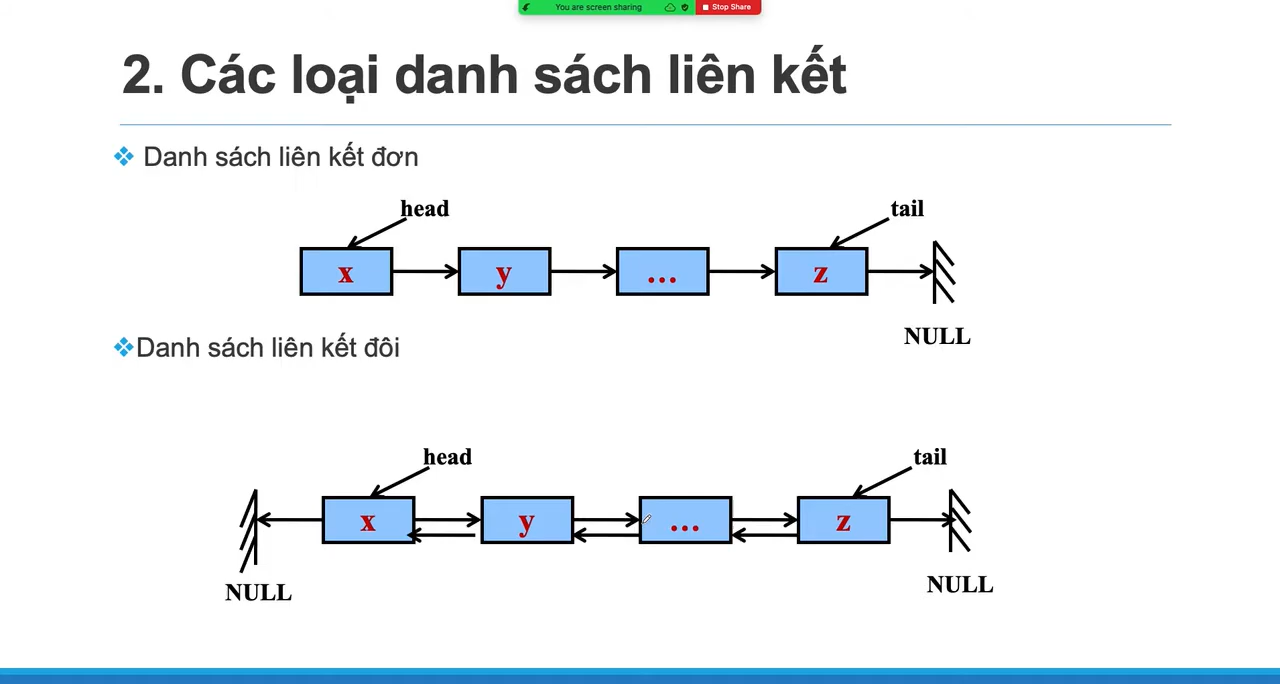 You are screen sharing
Stop Share
2. Các loại danh sách liên kết
Danh sách liên kết đơn
head
tail
x
y
...
z
NULL
Danh sách liên kết đôi
head
tail
x
y
...
z
NULL
NULL